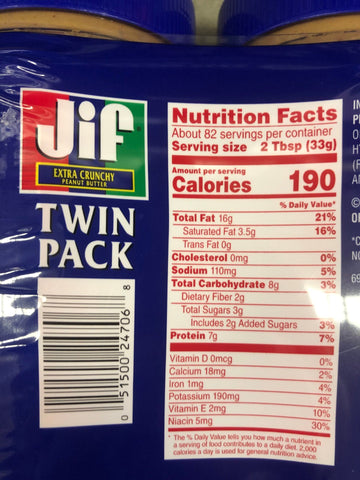 Jif
EXTRA CRUNCHY
PEANUT BUTTER
TWIN
PACK
0 51500 24706 8
Nutrition Facts
About 82 servings per container
Serving size 2 Tbsp (33g)
Amount per serving
Calories 190
% Daily Value*
Total Fat 16g 21%
Saturated Fat 3.5g 16%
Trans Fat 0g
Cholesterol 0mg 0%
Sodium 110mg 5%
Total Carbohydrate 8g 3%
Dietary Fiber 2g
Total Sugars 3g
Includes 2g Added Sugars 3%
Protein 7g 7%
Vitamin D 0mcg 0%
Calcium 18mg 2%
Iron 1mg 4%
Potassium 190mg 4%
Vitamin E 2mg 10%
Niacin 5mg 30%
* The % Daily Value tells you how much a nutrient in
a serving of food contributes to a daily diet. 2,000
calories a day is used for general nutrition advice.